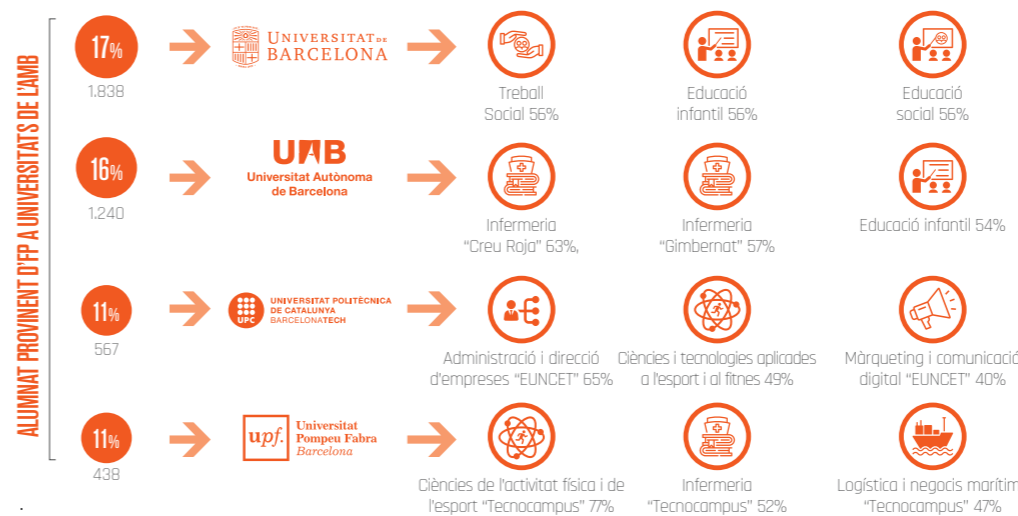 ALUMNAT PROVINENT D'FP A UNIVERSITATS DE L'AMB
17%
1.838
UNIVERSITAT DE
BARCELONA
Treball
Social 56%
Educació
infantil 56%
Educació
social 56%
16%
1.240
UAB
Universitat Autònoma
de Barcelona
Infermeria
"Creu Roja" 63%,
Infermeria
"Gimbernat" 57%
Educació infantil 54%
11%
567
UPC
UNIVERSITAT POLITÈCNICA
DE CATALUNYA
BARCELONATECH
Administració i direcció
d'empreses "EUNCET" 65%
Ciències i tecnologies aplicades
a l'esport i al fitnes 49%
Màrqueting i comunicació
digital "EUNCET" 40%
11%
438
upf.
Universitat
Pompeu Fabra
Barcelona
Ciències de l'activitat física i de
l'esport "Tecnocampus" 77%
Infermeria
"Tecnocampus" 52%
Logística i negocis marítim
"Tecnocampus" 47%
.